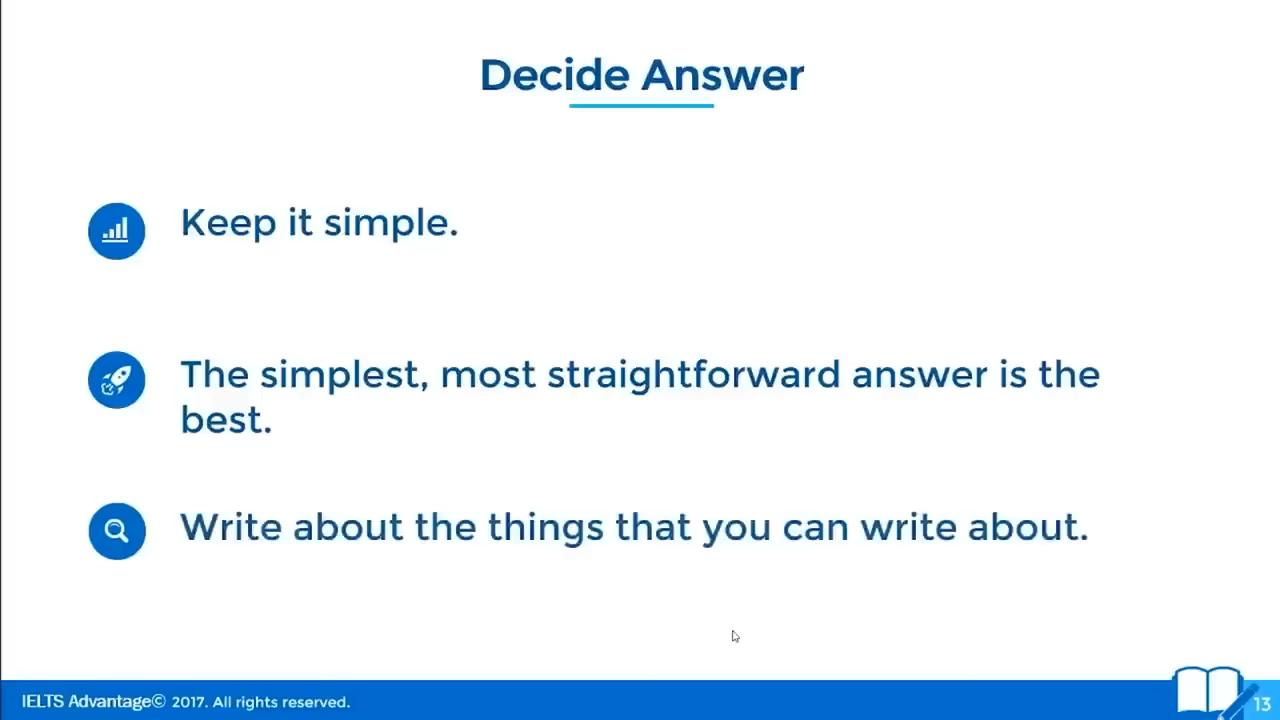 Decide Answer
Keep it simple.
The simplest, most straightforward answer is the
best.
Write about the things that you can write about.
IELTS Advantage© 2017. All rights reserved.
13